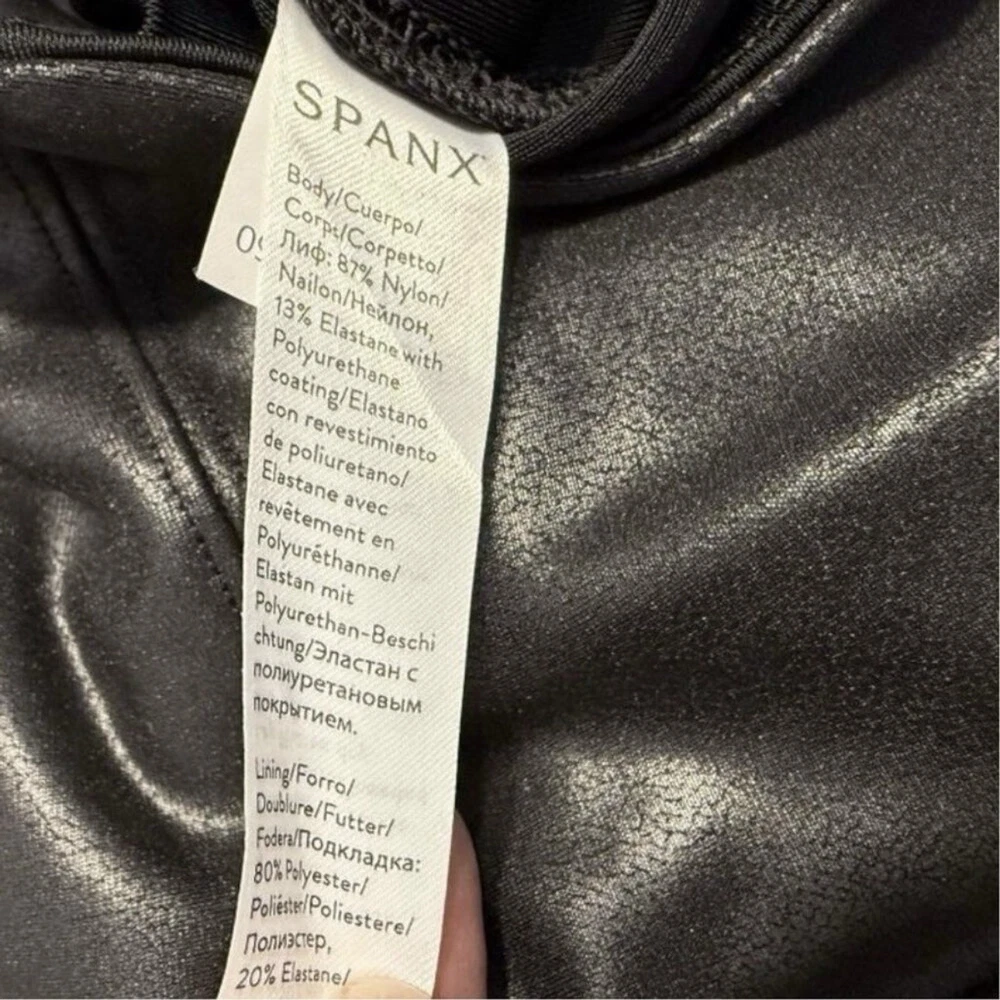 SPANX
Body/Cuerpo/
Corps/Corpetto/
Лиф: 87% Nylon/
Nailon/Нейлон,
13% Elastane with
Polyurethane
coating/Elastano
con revestimiento
de poliuretano/
Elastane avec
revêtement en
Polyuréthanne/
Elastan mit
Polyurethan-Beschi
chtung/Эластан с
полиуретановым
покрытием.
Lining/Forro/
Doublure/Futter/
Fodera/Подкладка:
80% Polyester/
Poliéster/Poliestere/
Полиэстер,
20% Elastane/